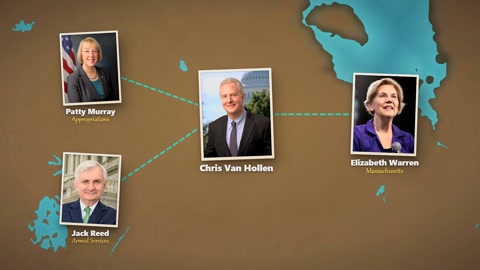 Patty Murray
Appropriations
Chris Van Hollen
Elizabeth Warren
Massachusetts
Jack Reed
Armed Services